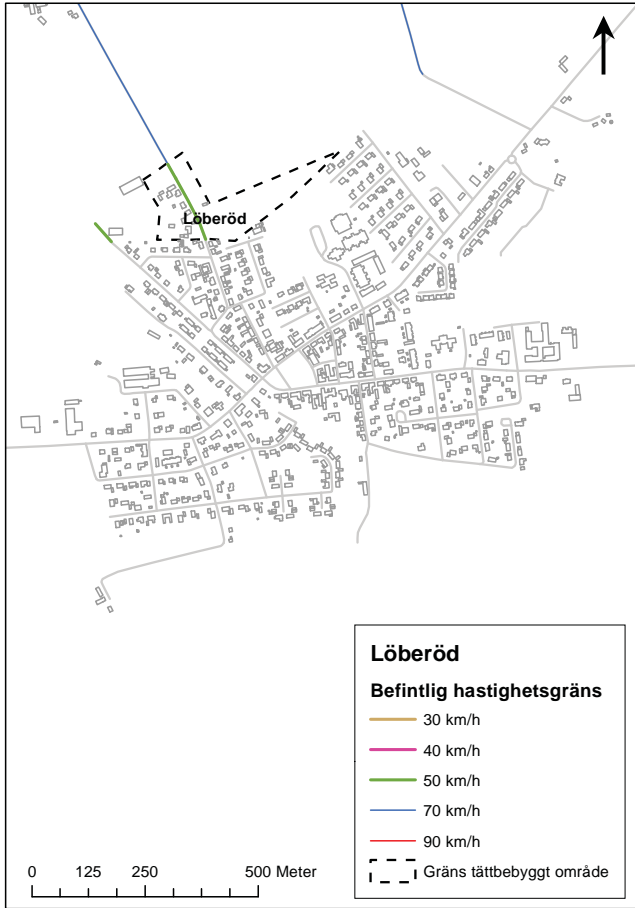 Löberöd
Löberöd
Befintlig hastighetsgräns
30 km/h
40 km/h
50 km/h
70 km/h
90 km/h
Gräns tättbebyggt område
0 125 250 500 Meter